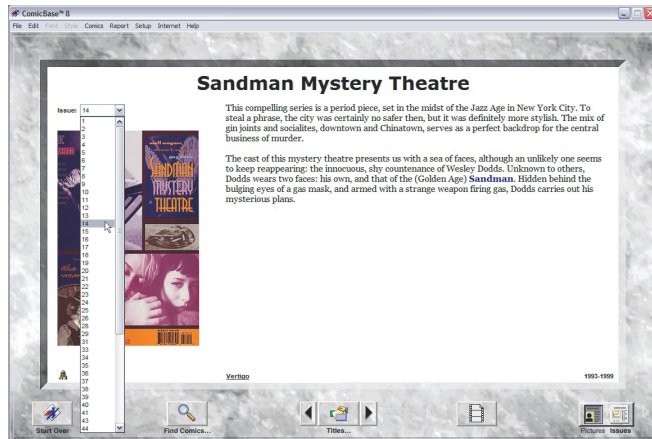 ComicBase™ 8
File Edit Font Style Comics Report Setup Internet Help
Sandman Mystery Theatre
Issue: 14
1
2
3
4
5
6
7
8
9
10
11
12
13
14
15
16
17
18
19
20
21
22
23
24
25
26
28
29
31
33
34
35
36
37
38
39
40
41
43
44
SANDMAN
MYSTERY
THEATRE
This compelling series is a period piece, set in the midst of the Jazz Age in New York City. To
steal a phrase, the city was certainly no safer then, but it was definitely more stylish. The mix of
gin joints and socialites, downtown and Chinatown, serves as a perfect backdrop for the central
business of murder.
The cast of this mystery theatre presents us with a sea of faces, although an unlikely one seems
to keep reappearing: the innocuous, shy countenance of Wesley Dodds. Unknown to others,
Dodds wears two faces: his own, and that of the (Golden Age) Sandman. Hidden behind the
bulging eyes of a gas mask, and armed with a strange weapon firing gas, Dodds carries out his
mysterious plans.
Vertigo
1993-1999
Start Over
Find Comics...
Titles...
Pictures Issues